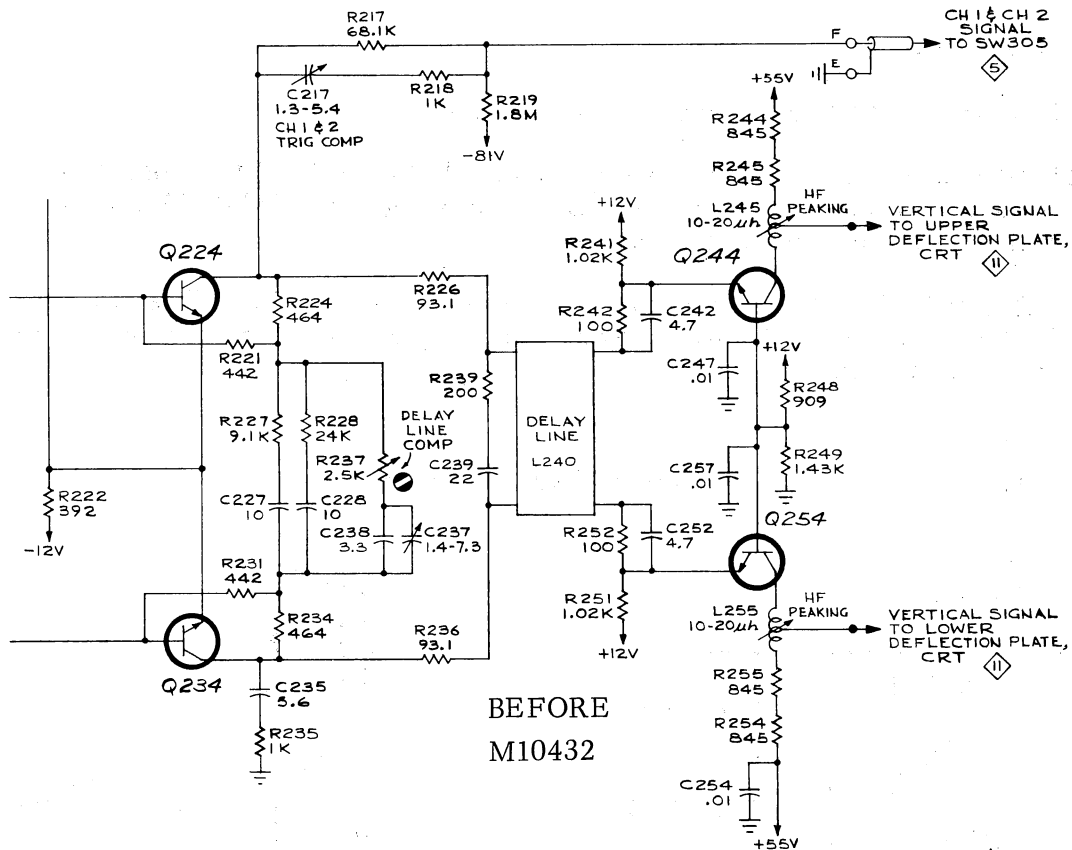 R217
68.1K
C217
1.3-5.4
CH 1 & 2
TRIG COMP
R218
1K
R219
1.8M
-81V
F
E
CH 1 & CH 2
SIGNAL
TO SW305
5
+55V
R244
845
R245
845
L245
10-20µh
HF
PEAKING
VERTICAL SIGNAL
TO UPPER
DEFLECTION PLATE,
CRT
11
+12V
R241
1.02K
Q244
Q224
R226
93.1
R224
464
R242
100
C242
4.7
R221
442
C247
.01
+12V
R248
909
R239
200
R227
9.1K
R228
24K
DELAY
LINE
COMP
R237
2.5K
DELAY
LINE
L240
R249
1.43K
C257
.01
C239
22
R222
392
-12V
C227
10
C228
10
C238
3.3
C237
1.4-7.3
R252
100
C252
4.7
Q254
R231
442
R251
1.02K
+12V
R234
464
R236
93.1
L255
10-20µh
HF
PEAKING
VERTICAL SIGNAL
TO LOWER
DEFLECTION PLATE,
CRT
11
Q234
C235
5.6
R255
845
R235
1K
R254
845
BEFORE
M10432
C254
.01
+55V